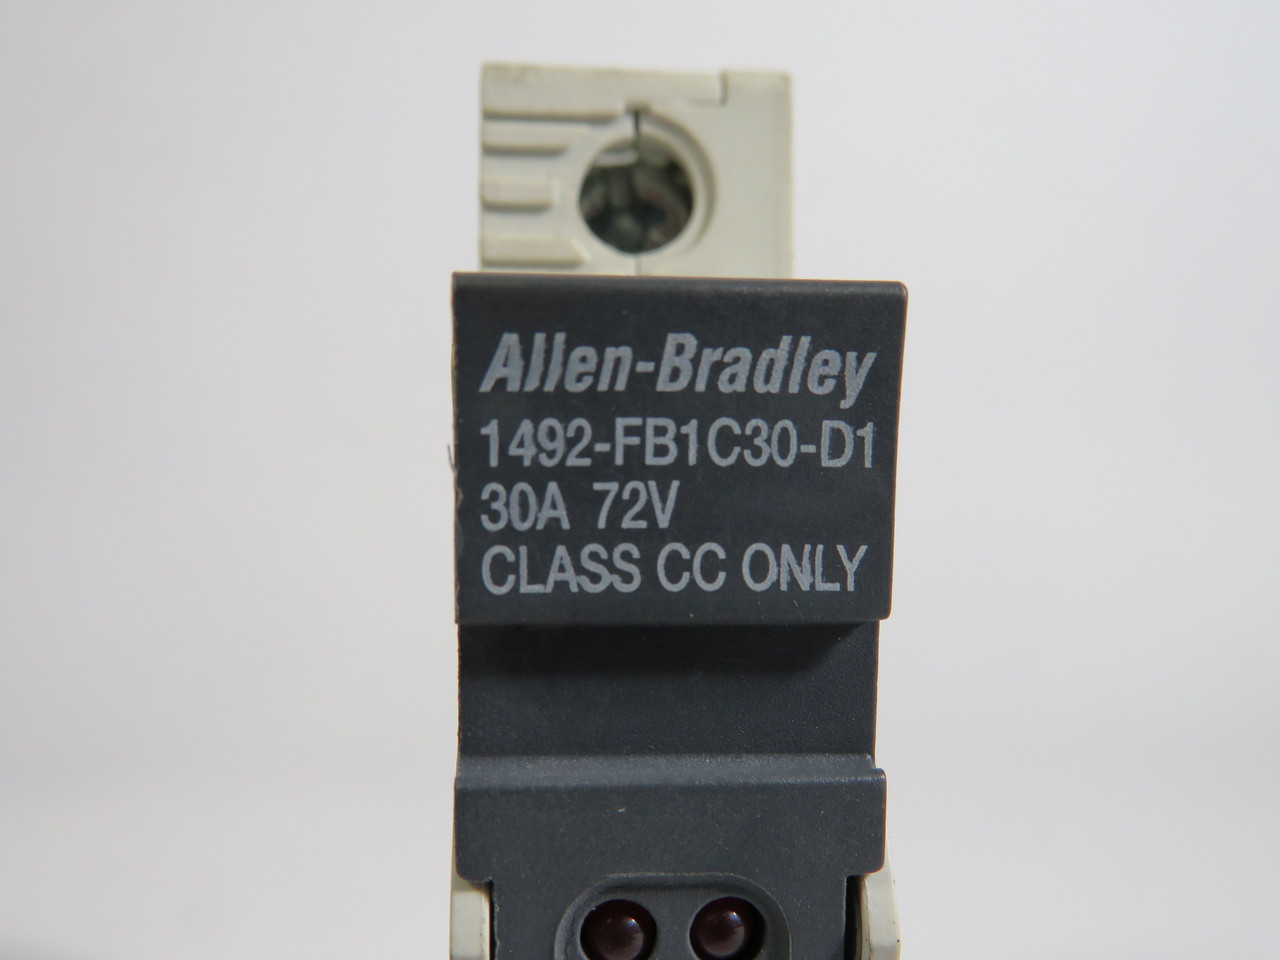 Allen-Bradley
1492-FB1C30-D1
30A 72V
CLASS CC ONLY